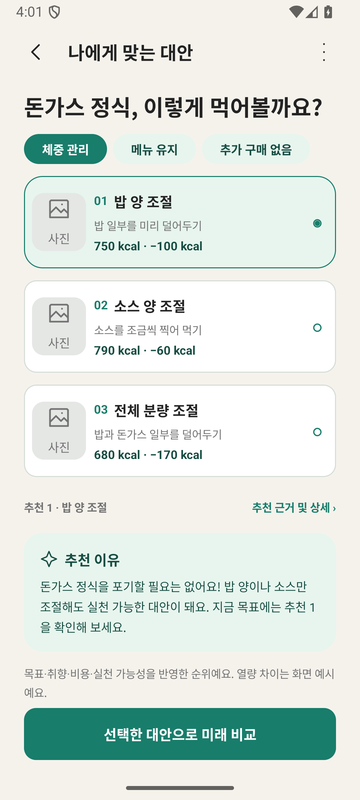 4:01
나에게 맞는 대안
돈가스 정식, 이렇게 먹어볼까요?
체중 관리
메뉴 유지
추가 구매 없음
사진
01 밥 양 조절
밥 일부를 미리 덜어두기
750 kcal · −100 kcal
사진
02 소스 양 조절
소스를 조금씩 찍어 먹기
790 kcal · −60 kcal
사진
03 전체 분량 조절
밥과 돈가스 일부를 덜어두기
680 kcal · −170 kcal
추천 1 · 밥 양 조절
추천 근거 및 상세 ›
추천 이유
돈가스 정식을 포기할 필요는 없어요! 밥 양이나 소스만
조절해도 실천 가능한 대안이 돼요. 지금 목표에는 추천 1
을 확인해 보세요.
목표·취향·비용·실천 가능성을 반영한 순위예요. 열량 차이는 화면 예시
예요.
선택한 대안으로 미래 비교